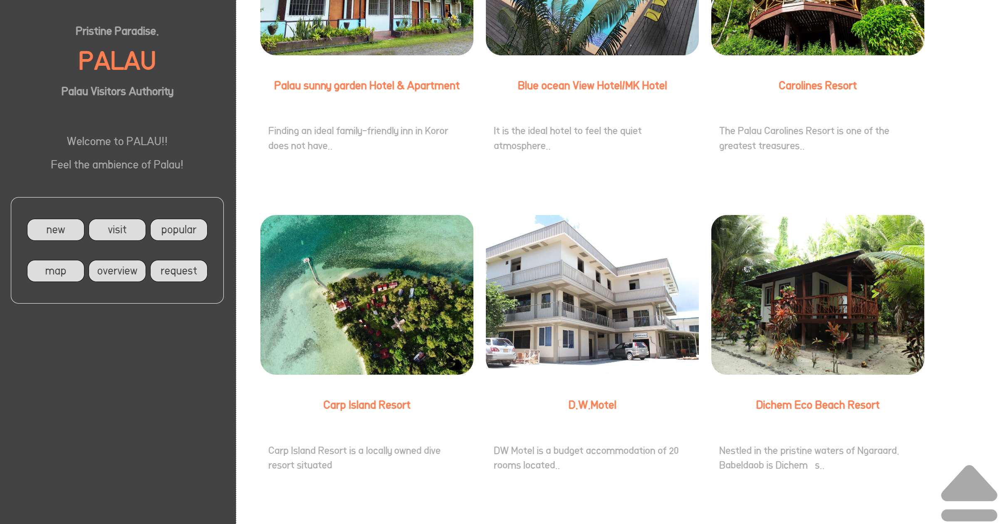 Pristine Paradise.
PALAU
Palau Visitors Authority
Welcome to PALAU!!
Feel the ambience of Palau!
new visit popular
map overview request
Palau sunny garden Hotel & Apartment
Finding an ideal family-friendly inn in Koror
does not have..
Blue ocean View Hotel/MK Hotel
It is the ideal hotel to feel the quiet
atmosphere..
Carolines Resort
The Palau Carolines Resort is one of the
greatest treasures..
Carp Island Resort
Carp Island Resort is a locally owned dive
resort situated
D.W.Motel
DW Motel is a budget accommodation of 20
rooms located..
Dichem Eco Beach Resort
Nestled in the pristine waters of Ngaraard,
Babeldaob is Dichem s..